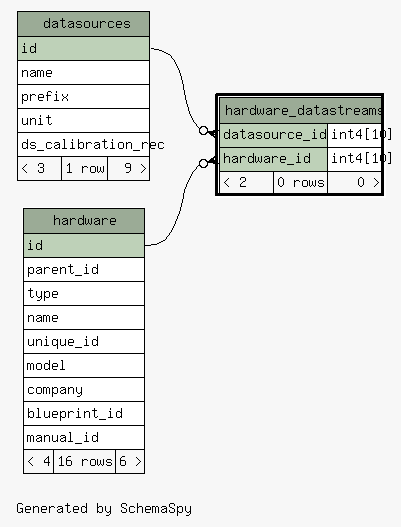 datasources
id
name
prefix
unit
ds_calibration_rec
< 3 1 row 9 >
hardware_datastreams
datasource_id int4[10]
hardware_id int4[10]
< 2 0 rows 0 >
hardware
id
parent_id
type
name
unique_id
model
company
blueprint_id
manual_id
< 4 16 rows 6 >
Generated by SchemaSpy